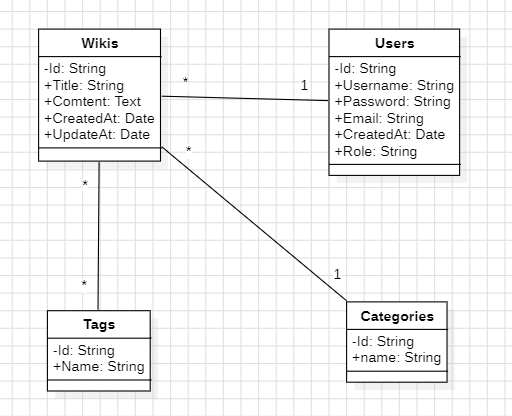 Wikis
-Id: String
+Title: String
+Comtent: Text
+CreatedAt: Date
+UpdateAt: Date
*
1
Users
-Id: String
+Username: String
+Password: String
+Email: String
+CreatedAt: Date
+Role: String
*
*
*
1
Tags
-Id: String
+Name: String
Categories
-Id: String
+name: String